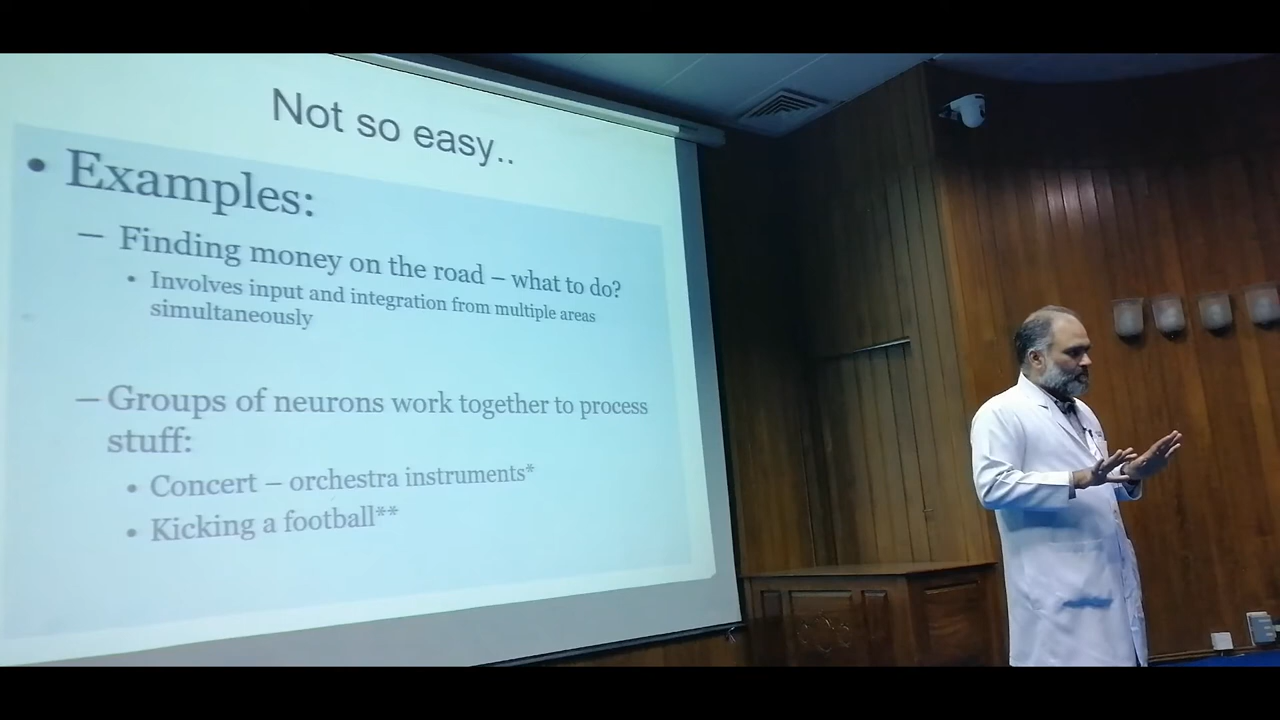 Not so easy..
• Examples:
– Finding money on the road – what to do?
• Involves input and integration from multiple areas
simultaneously
– Groups of neurons work together to process
stuff:
• Concert – orchestra instruments*
• Kicking a football**